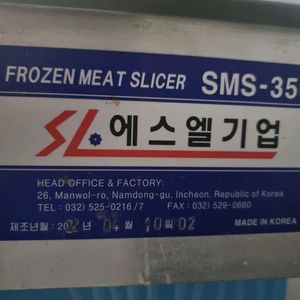 FROZEN MEAT SLICER SMS-35
SL 에스엘기업
HEAD OFFICE & FACTORY:
26, Manwol-ro, Namdong-gu, Incheon, Republic of Korea
TEL : 032) 525-0216/7 FAX : 032) 529-0660
제조년월 : 20 년 04 월 10 02 MADE IN KOREA